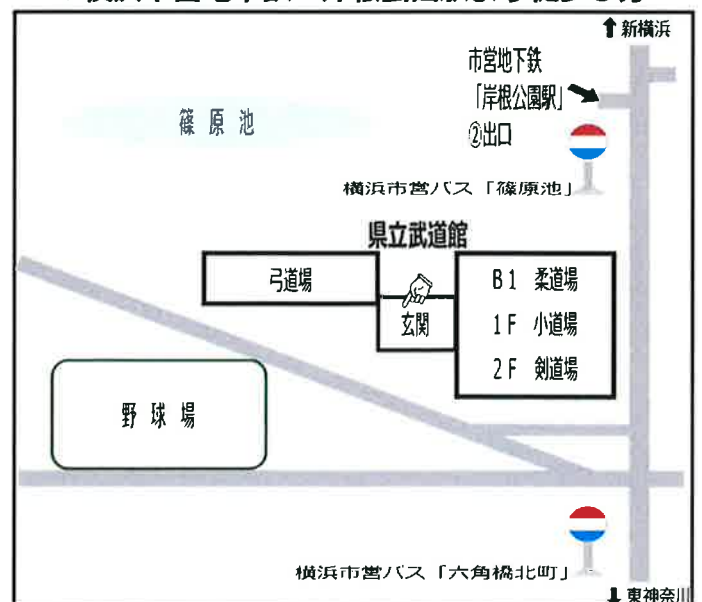 新横浜
市営地下鉄
「岸根公園駅」
②出口
篠原池
横浜市営バス「篠原池」
県立武道館
弓道場
玄関
B1 柔道場
1F 小道場
2F 剣道場
野球場
横浜市営バス「六角橋北町」
東神奈川